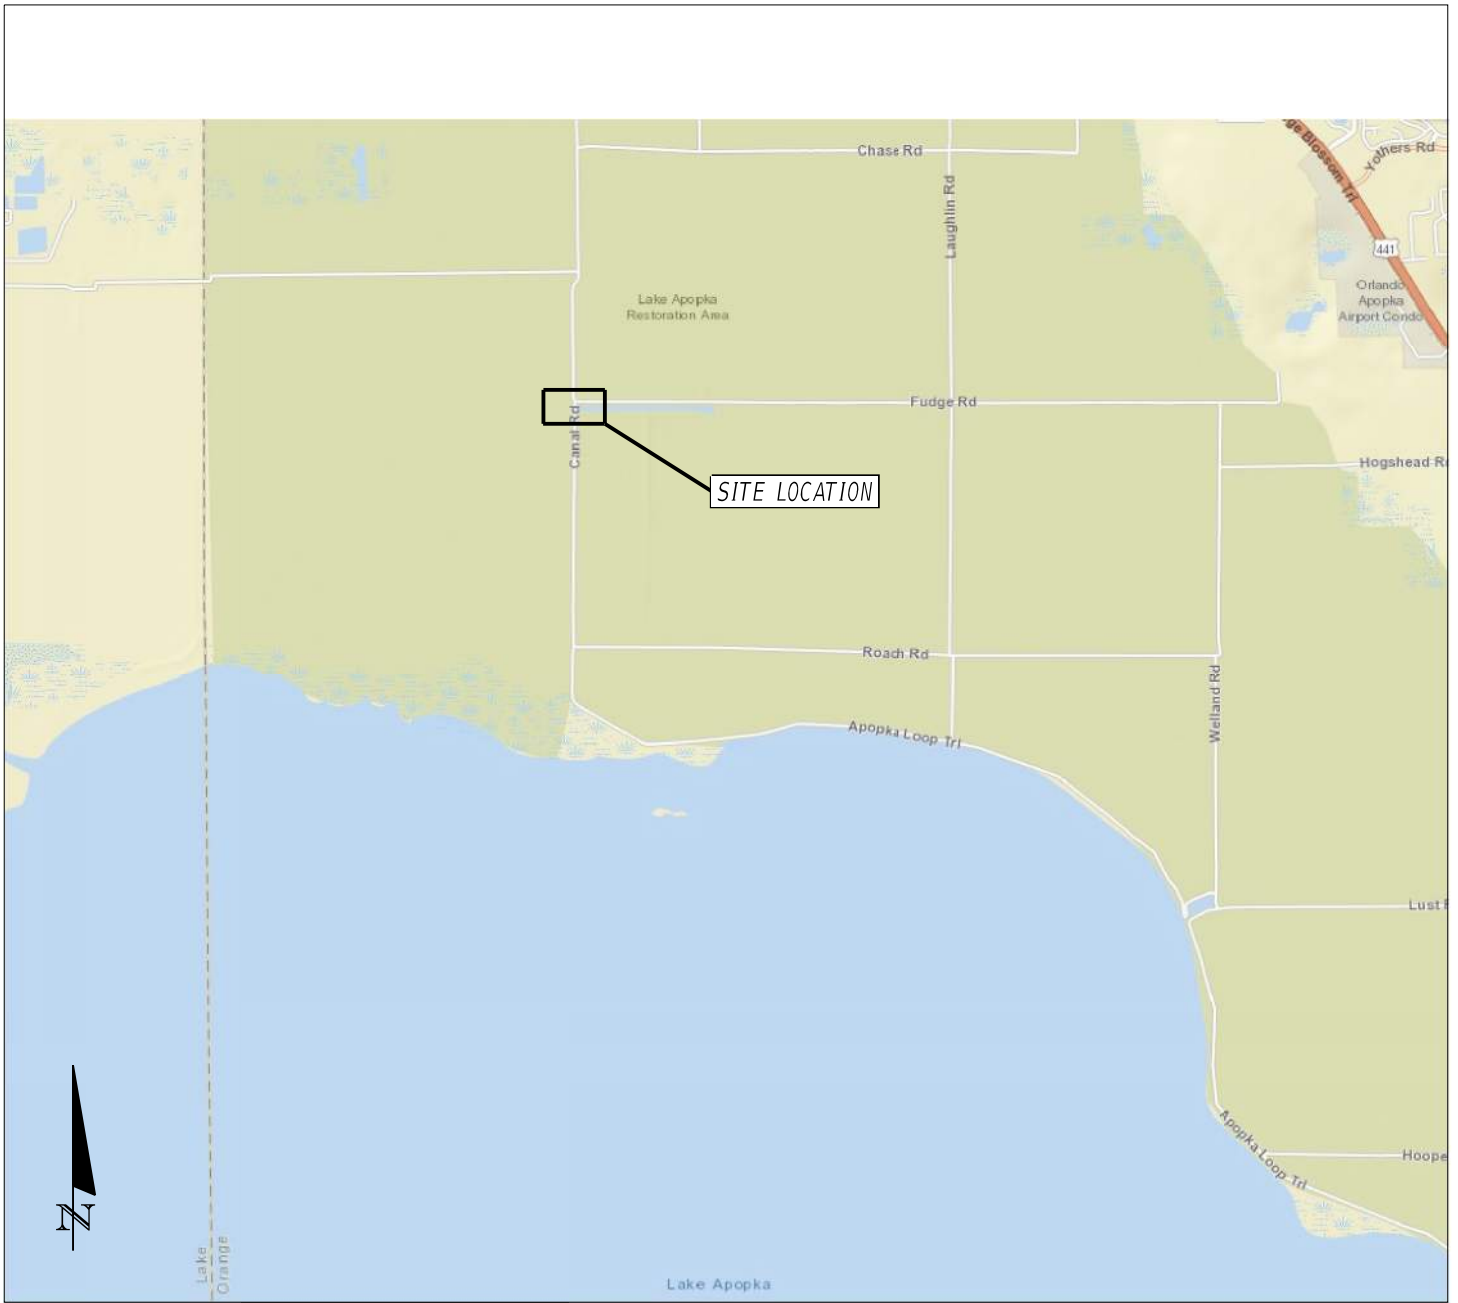 Chase Rd
Yothers Rd
ge Blossom Trl
Laughlin Rd
441
Orlando
Apopka
Airport Condo
Lake Apopka
Restoration Area
Fudge Rd
Canal Rd
Hogshead Rd
SITE LOCATION
Roach Rd
Welland Rd
Apopka Loop Trl
Lust R
Apopka Loop Trl
Hoope
N
Lake
Orange
Lake Apopka